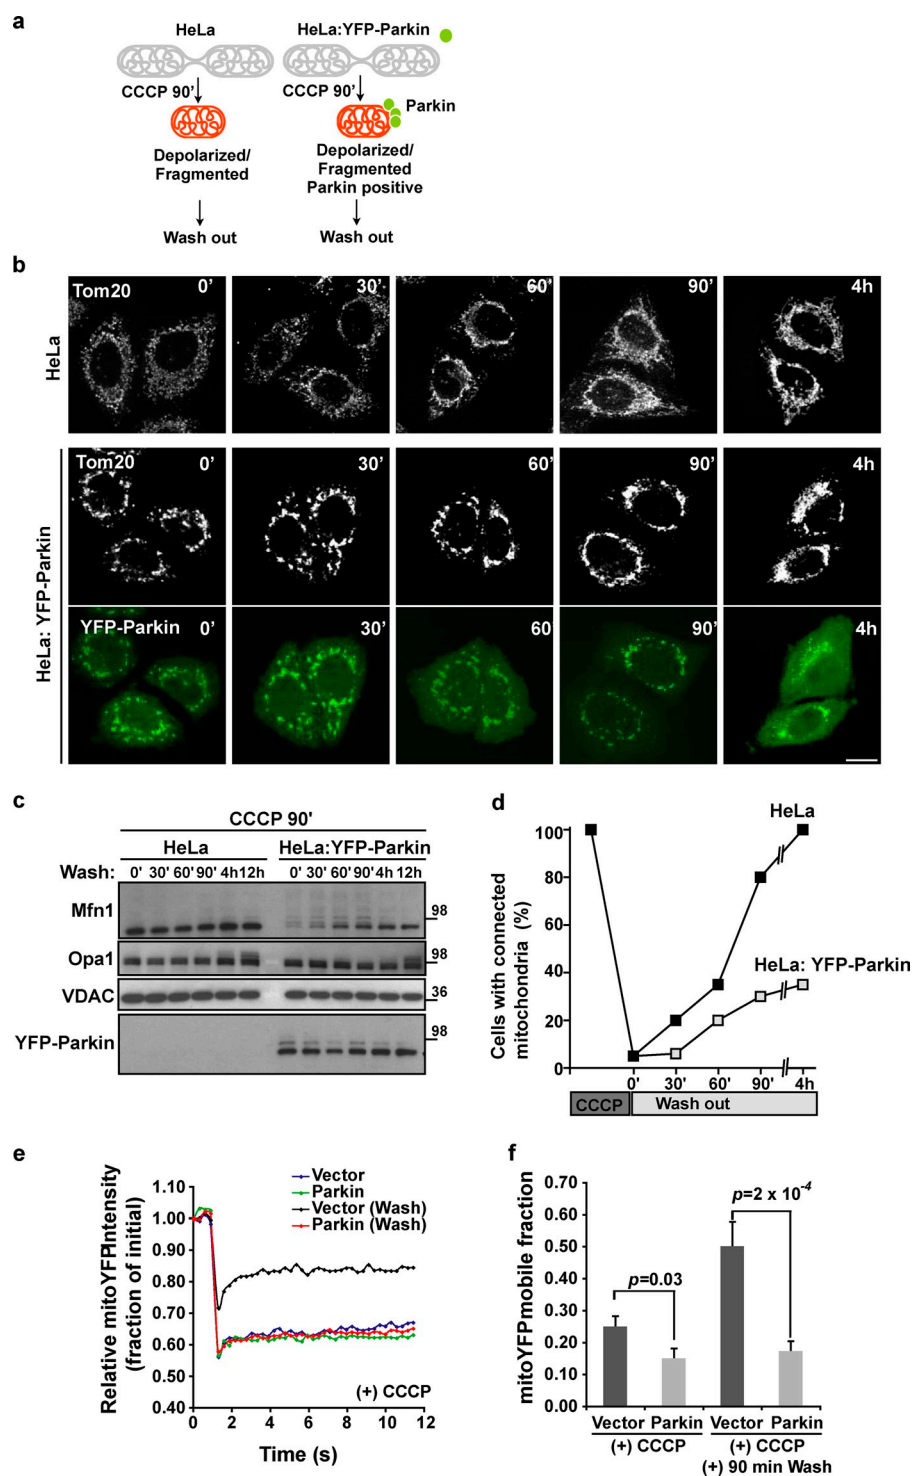 a
HeLa
HeLa:YFP-Parkin
CCCP 90'
CCCP 90'
Parkin
Depolarized/
Fragmented
Depolarized/
Fragmented
Parkin positive
Wash out
Wash out
b
HeLa
Tom20 0' 30' 60' 90' 4h
HeLa: YFP-Parkin
Tom20 0' 30' 60' 90' 4h
YFP-Parkin 0' 30' 60 90' 4h
c
CCCP 90'
HeLa HeLa:YFP-Parkin
Wash: 0' 30' 60' 90' 4h 12h 0' 30' 60' 90' 4h 12h
Mfn1 98
Opa1 98
VDAC 36
YFP-Parkin 98
d
Cells with connected
mitochondria (%)
100
80
60
40
20
0
HeLa
HeLa: YFP-Parkin
0' 30' 60' 90' 4h
CCCP Wash out
e
Relative mitoYFPIntensity
(fraction of initial)
1.10
1.00
0.90
0.80
0.70
0.60
0.50
0.40
Vector
Parkin
Vector (Wash)
Parkin (Wash)
(+) CCCP
0 2 4 6 8 10 12
Time (s)
f
mitoYFPmobile fraction
0.70
0.60
0.50
0.40
0.30
0.20
0.10
0
p=0.03
p=2 x 10-4
Vector Parkin Vector Parkin
(+) CCCP (+) CCCP
(+) 90 min Wash